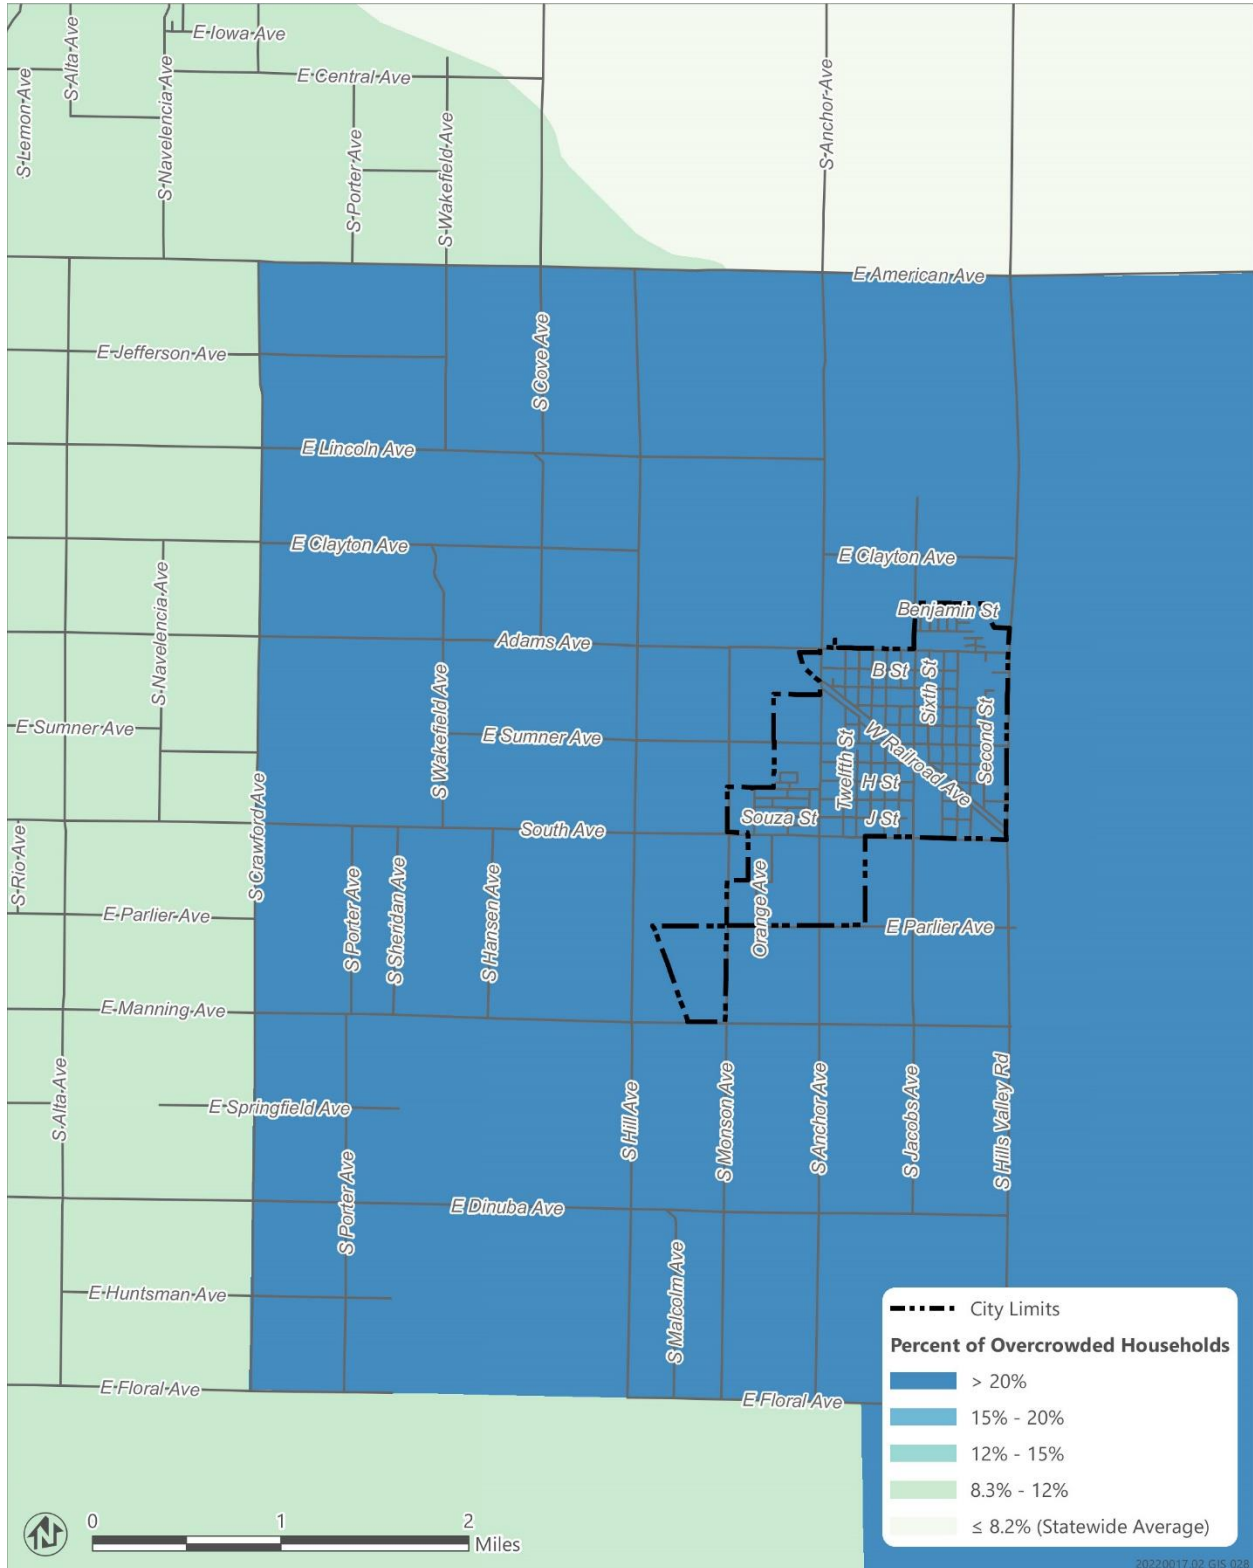 E Iowa Ave
S Alta Ave
S Lemon Ave
S Navelencia Ave
E Central Ave
S Porter Ave
S Wakefield Ave
S Anchor Ave
E American Ave
E Jefferson Ave
S Cove Ave
E Lincoln Ave
E Clayton Ave
E Clayton Ave
S Navelencia Ave
Benjamin St
Adams Ave
B St
Sixth St
S Wakefield Ave
E Sumner Ave
E Sumner Ave
Twelfth St
W Railroad Ave
Second St
H St
S Crawford Ave
Souza St
J St
South Ave
S Rio Ave
E Parlier Ave
S Porter Ave
S Sheridan Ave
S Hansen Ave
Orange Ave
E Parlier Ave
E Manning Ave
S Alta Ave
E Springfield Ave
S Hill Ave
S Monson Ave
S Anchor Ave
S Jacobs Ave
S Hills Valley Rd
S Porter Ave
E Dinuba Ave
E Huntsman Ave
S Malcolm Ave
E Floral Ave
E Floral Ave
City Limits
Percent of Overcrowded Households
> 20%
15% - 20%
12% - 15%
8.3% - 12%
≤ 8.2% (Statewide Average)
N
0 1 2
Miles
20220017.02 GIS 028